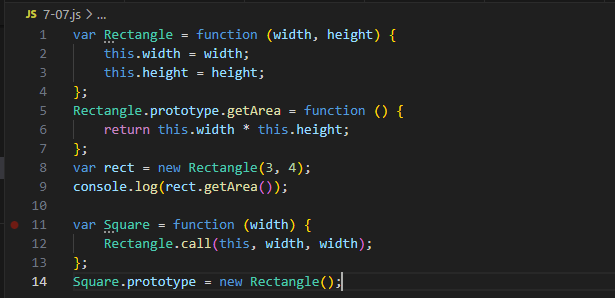 JS 7-07.js > ...
1 var Rectangle = function (width, height) {
2     this.width = width;
3     this.height = height;
4 };
5 Rectangle.prototype.getArea = function () {
6     return this.width * this.height;
7 };
8 var rect = new Rectangle(3, 4);
9 console.log(rect.getArea());
10
11 var Square = function (width) {
12     Rectangle.call(this, width, width);
13 };
14 Square.prototype = new Rectangle();